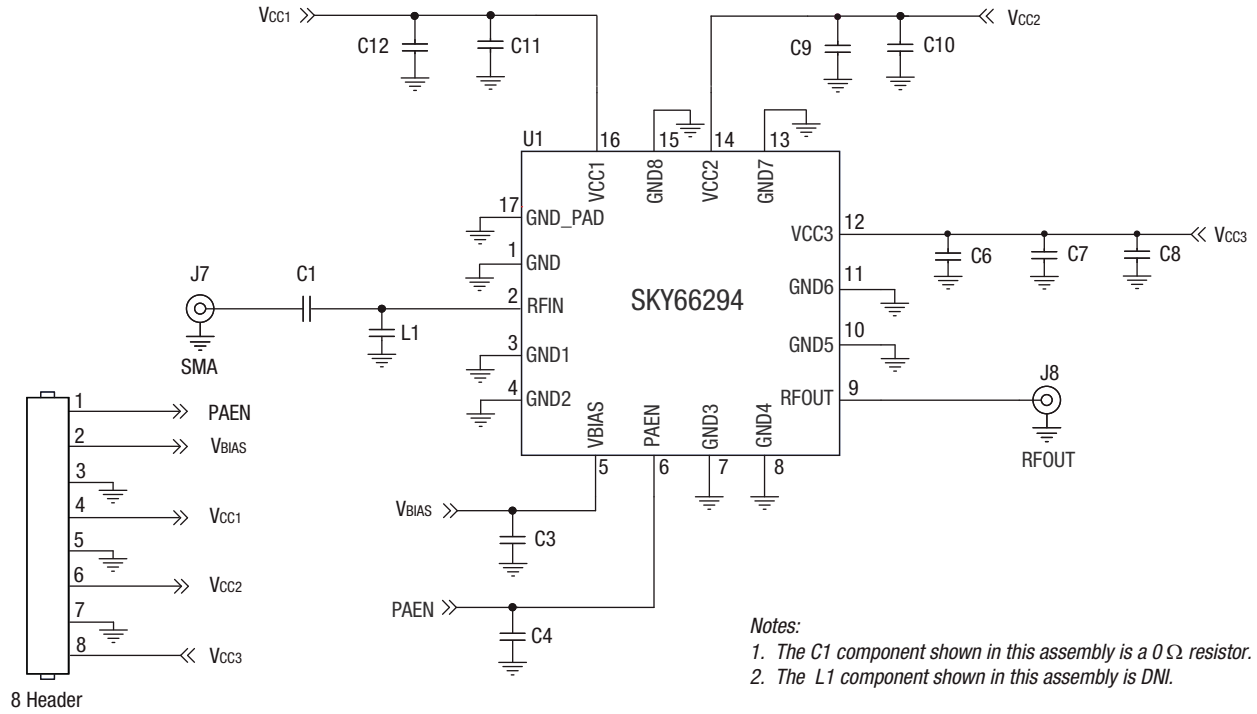 VCC1
VCC2
C12
C11
C9
C10
U1
16
15
14
13
VCC1
GND8
VCC2
GND7
17
GND_PAD
1
GND
J7
C1
2
RFIN
L1
SMA
3
GND1
4
GND2
SKY66294
VCC3
12
C6
C7
C8
VCC3
GND6
11
GND5
10
RFOUT
9
J8
RFOUT
VBIAS
PAEN
GND3
GND4
5
6
7
8
VBIAS
C3
PAEN
C4
1
PAEN
2
VBIAS
3
4
VCC1
5
6
VCC2
7
8
VCC3
8 Header
Notes:
1. The C1 component shown in this assembly is a 0 Ω resistor.
2. The L1 component shown in this assembly is DNI.